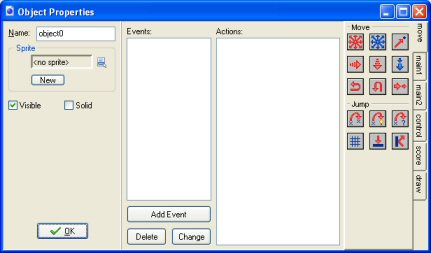 Object Properties
Name: object0
Sprite
<no sprite>
New
Visible Solid
OK
Events:
Add Event
Delete Change
Actions:
Move
Jump
move
main1
main2
control
score
draw